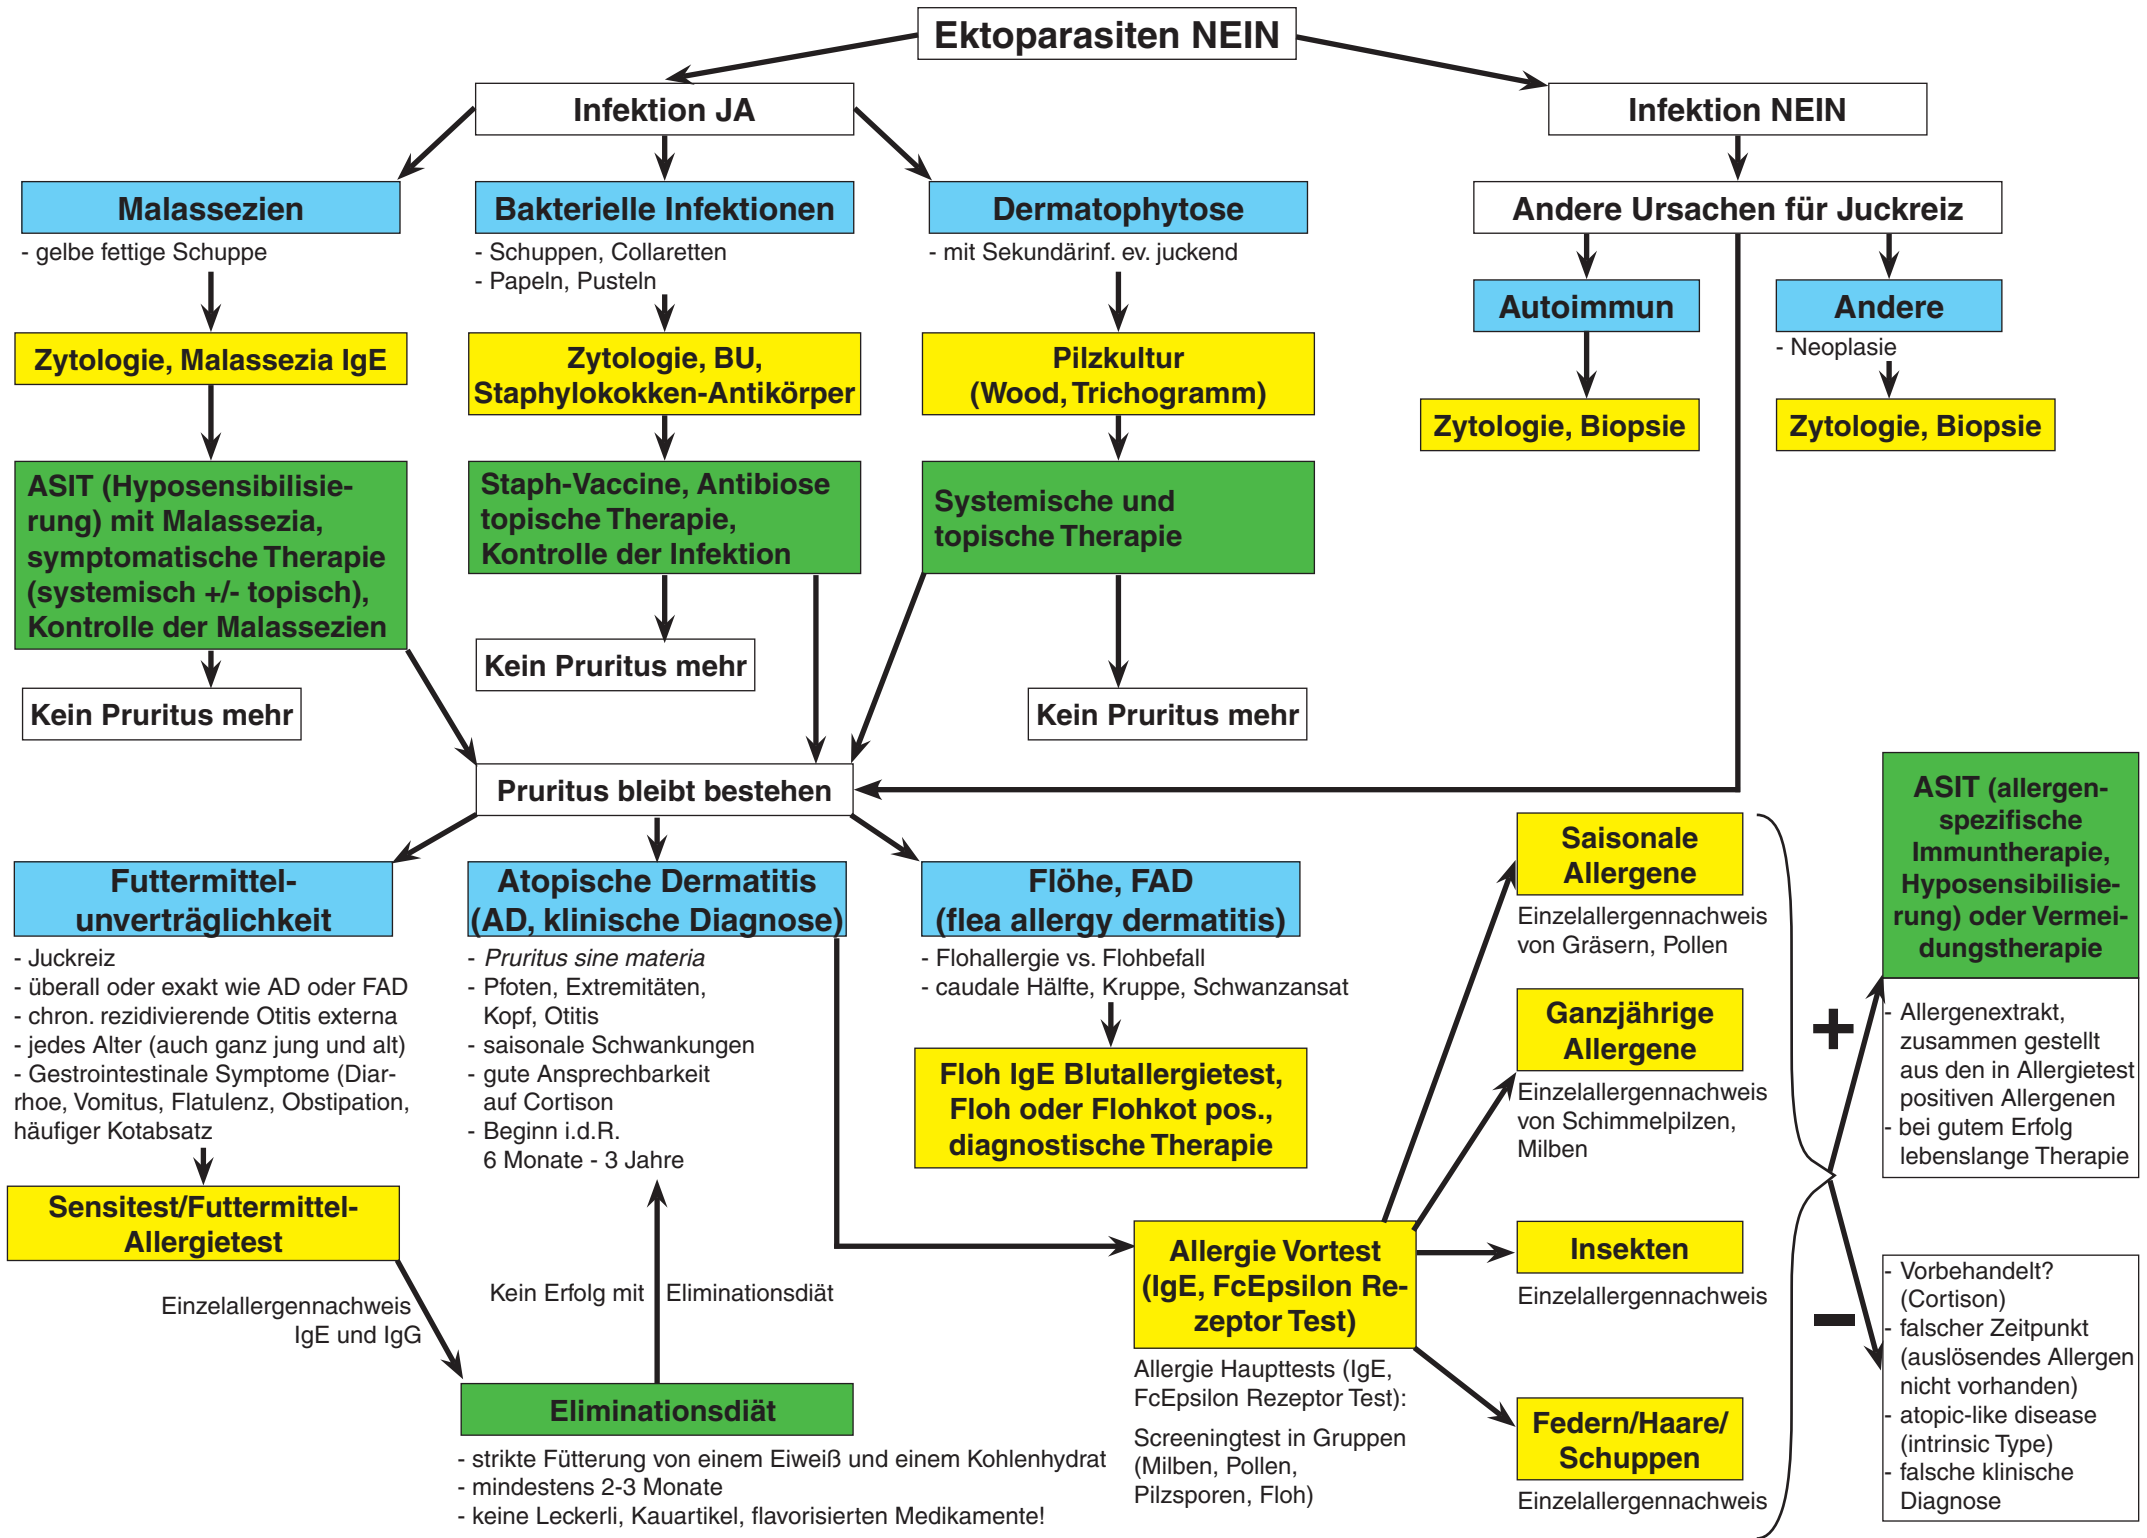 Ektoparasiten NEIN
Infektion JA
Infektion NEIN
Malassezien
- gelbe fettige Schuppe
Bakterielle Infektionen
- Schuppen, Collaretten
- Papeln, Pusteln
Dermatophytose
- mit Sekundärinf. ev. juckend
Andere Ursachen für Juckreiz
Autoimmun
Andere
- Neoplasie
Zytologie, Malassezia IgE
Zytologie, BU,
Staphylokokken-Antikörper
Pilzkultur
(Wood, Trichogramm)
Zytologie, Biopsie
Zytologie, Biopsie
ASIT (Hyposensibilisie-
rung) mit Malassezia,
symptomatische Therapie
(systemisch +/- topisch),
Kontrolle der Malassezien
Staph-Vaccine, Antibiose
topische Therapie,
Kontrolle der Infektion
Systemische und
topische Therapie
Kein Pruritus mehr
Kein Pruritus mehr
Kein Pruritus mehr
Pruritus bleibt bestehen
Futtermittel-
unverträglichkeit
- Juckreiz
- überall oder exakt wie AD oder FAD
- chron. rezidivierende Otitis externa
- jedes Alter (auch ganz jung und alt)
- Gestrointestinale Symptome (Diar-
rhoe, Vomitus, Flatulenz, Obstipation,
häufiger Kotabsatz
Sensitest/Futtermittel-
Allergietest
Einzelallergennachweis
IgE und IgG
Atopische Dermatitis
(AD, klinische Diagnose)
- Pruritus sine materia
- Pfoten, Extremitäten,
Kopf, Otitis
- saisonale Schwankungen
- gute Ansprechbarkeit
auf Cortison
- Beginn i.d.R.
6 Monate - 3 Jahre
Kein Erfolg mit Eliminationsdiät
Eliminationsdiät
- strikte Fütterung von einem Eiweiß und einem Kohlenhydrat
- mindestens 2-3 Monate
- keine Leckerli, Kauartikel, flavorisierten Medikamente!
Flöhe, FAD
(flea allergy dermatitis)
- Flohallergie vs. Flohbefall
- caudale Hälfte, Kruppe, Schwanzansat
Floh IgE Blutallergietest,
Floh oder Flohkot pos.,
diagnostische Therapie
Allergie Vortest
(IgE, FcEpsilon Re-
zeptor Test)
Allergie Haupttests (IgE,
FcEpsilon Rezeptor Test):
Screeningtest in Gruppen
(Milben, Pollen,
Pilzsporen, Floh)
Saisonale
Allergene
Einzelallergennachweis
von Gräsern, Pollen
Ganzjährige
Allergene
Einzelallergennachweis
von Schimmelpilzen,
Milben
Insekten
Einzelallergennachweis
Federn/Haare/
Schuppen
Einzelallergennachweis
+
ASIT (allergen-
spezifische
Immuntherapie,
Hyposensibilisie-
rung) oder Vermei-
dungstherapie
- Allergenextrakt,
zusammen gestellt
aus den in Allergietest
positiven Allergenen
- bei gutem Erfolg
lebenslange Therapie
–
- Vorbehandelt?
(Cortison)
- falscher Zeitpunkt
(auslösendes Allergen
nicht vorhanden)
- atopic-like disease
(intrinsic Type)
- falsche klinische
Diagnose